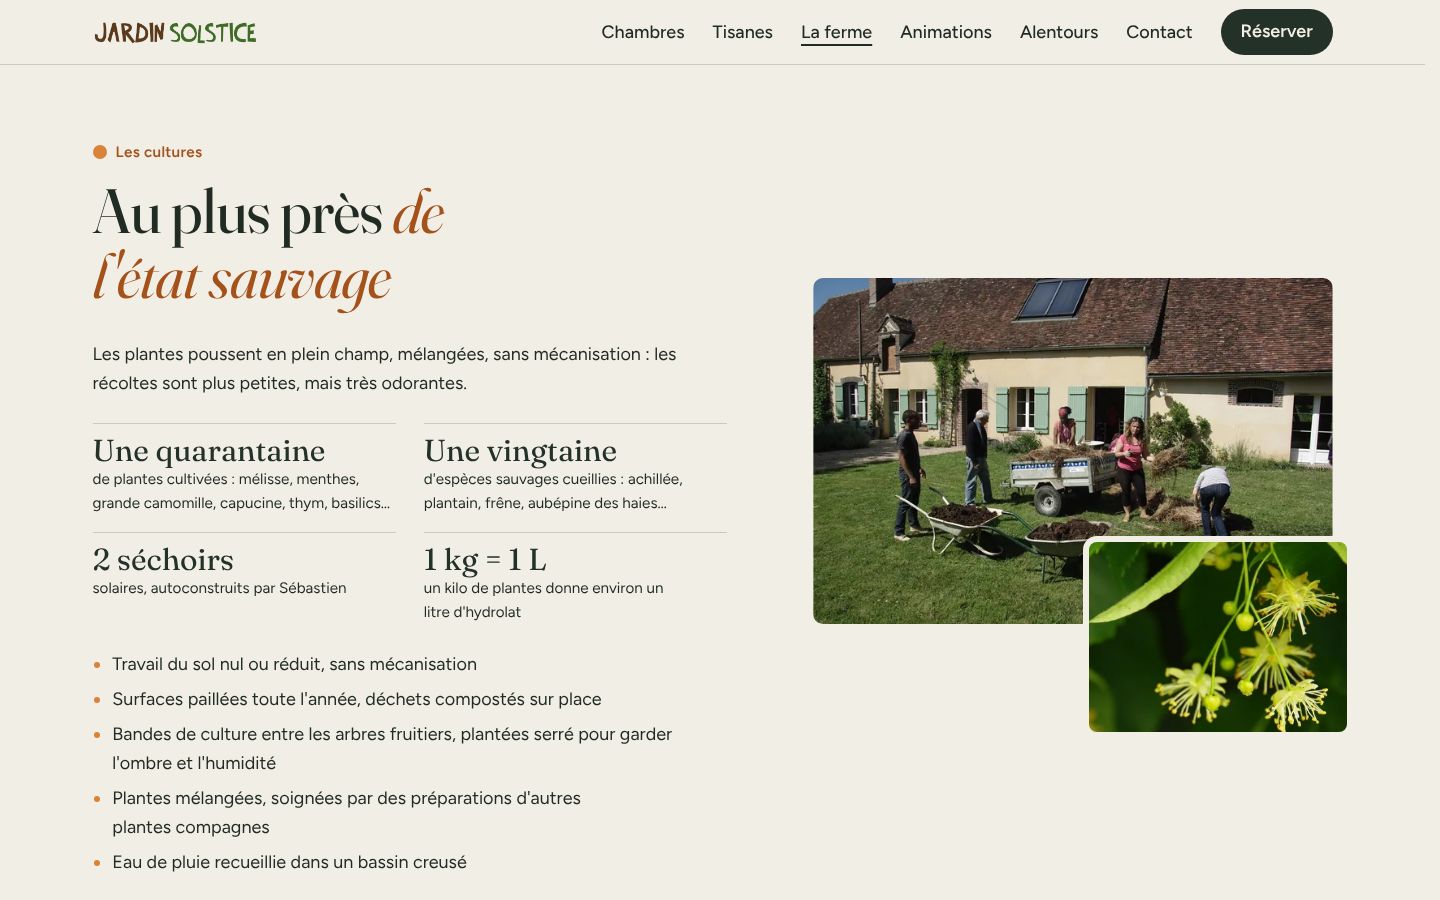 JARDIN SOLSTICE
Chambres
Tisanes
La ferme
Animations
Alentours
Contact
Réserver
Les cultures
Au plus près de
l'état sauvage
Les plantes poussent en plein champ, mélangées, sans mécanisation : les
récoltes sont plus petites, mais très odorantes.
Une quarantaine
de plantes cultivées : mélisse, menthes,
grande camomille, capucine, thym, basilics…
Une vingtaine
d'espèces sauvages cueillies : achillée,
plantain, frêne, aubépine des haies…
2 séchoirs
solaires, autoconstruits par Sébastien
1 kg = 1 L
un kilo de plantes donne environ un
litre d'hydrolat
Travail du sol nul ou réduit, sans mécanisation
Surfaces paillées toute l'année, déchets compostés sur place
Bandes de culture entre les arbres fruitiers, plantées serré pour garder
l'ombre et l'humidité
Plantes mélangées, soignées par des préparations d'autres
plantes compagnes
Eau de pluie recueillie dans un bassin creusé